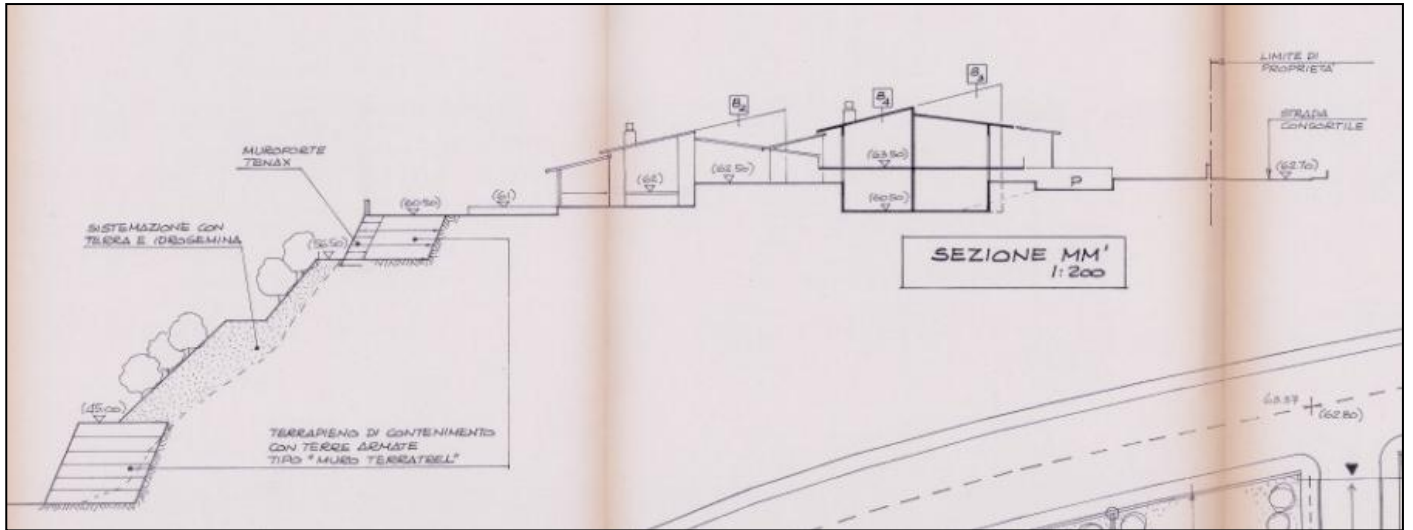 LIMITE DI
PROPRIETA'
STRADA
CONSORTILE
(62.70)
B3
B4
B2
MUROFORTE
TENAX
(63.50)
(62.50)
(62)
P
(61)
(60.50)
(60.50)
SISTEMAZIONE CON
TERRA E IDROSEMINA
(56.50)
SEZIONE MM'
1:200
(45.00)
TERRAPIENO DI CONTENIMENTO
CON TERRE ARMATE
TIPO "MURO TERRATREL"
(62.80)